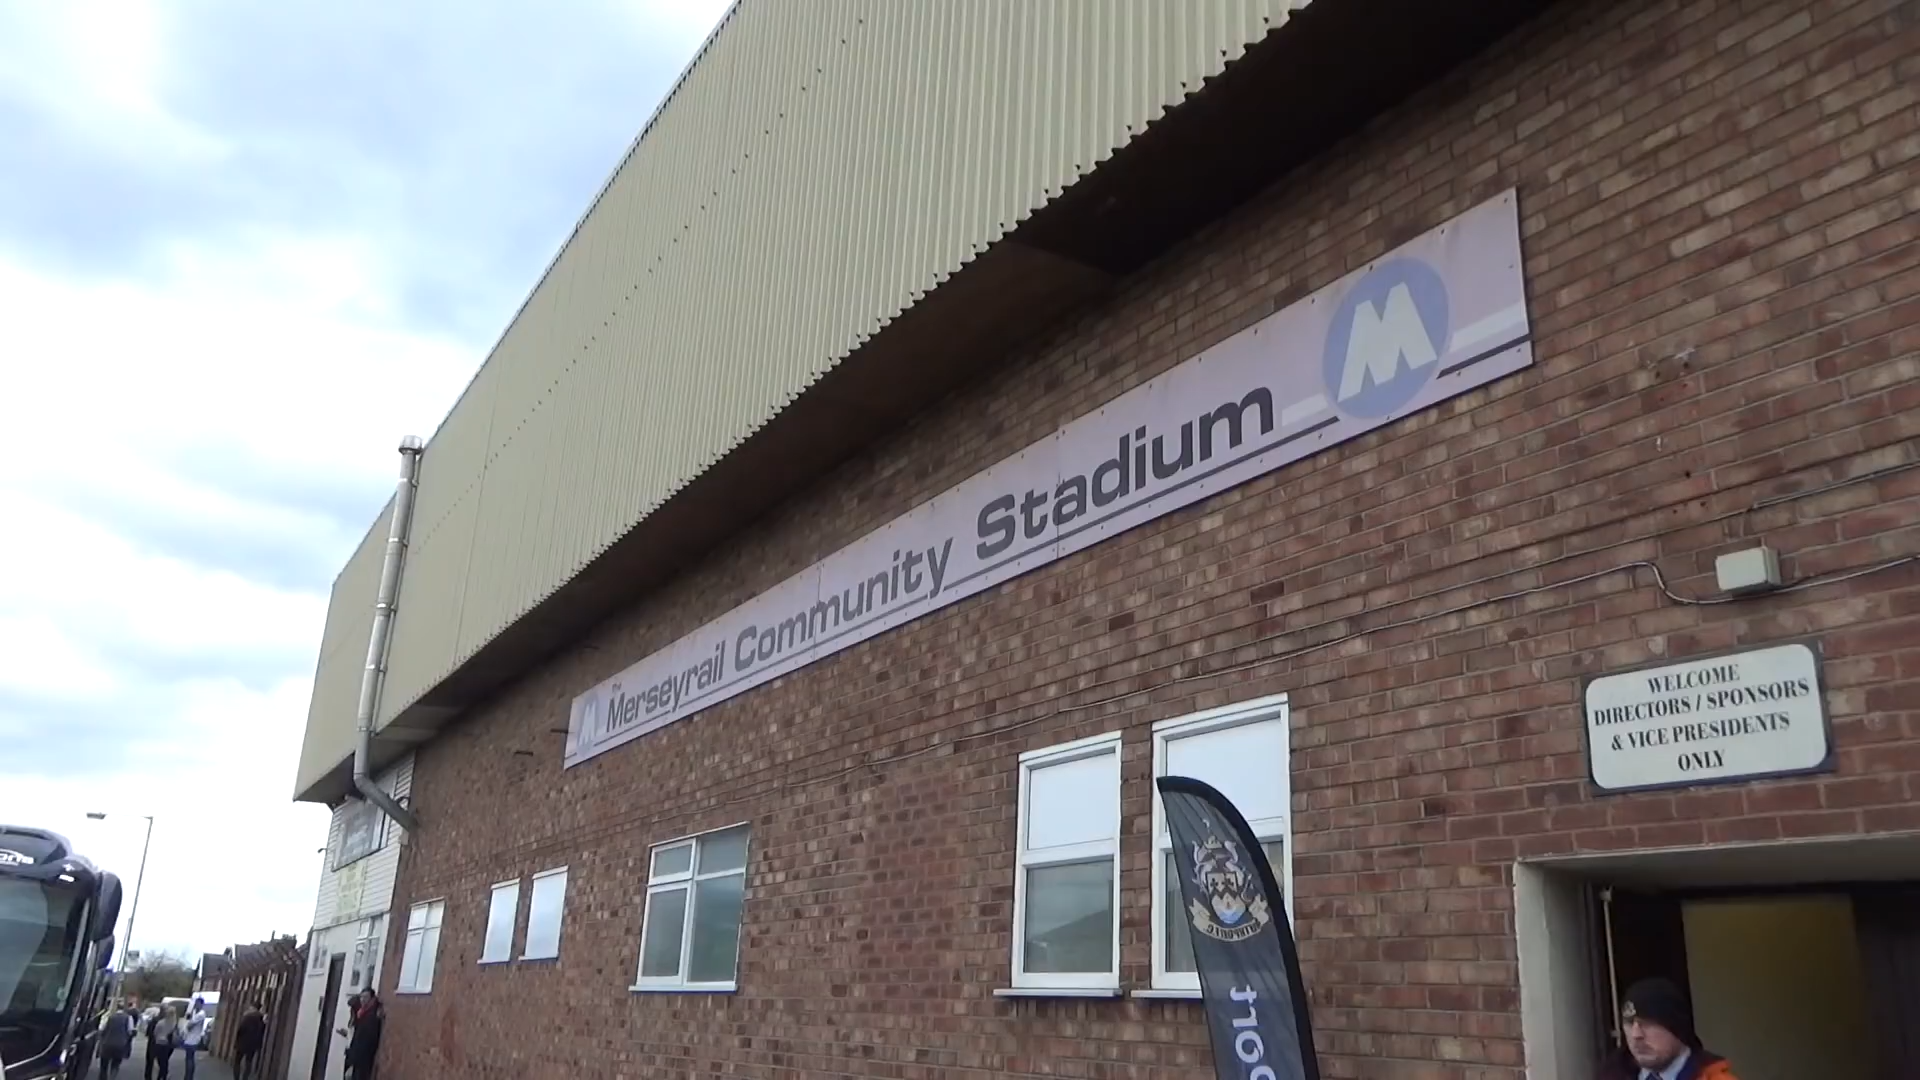 The
Merseyrail Community Stadium
M
WELCOME
DIRECTORS / SPONSORS
& VICE PRESIDENTS
ONLY